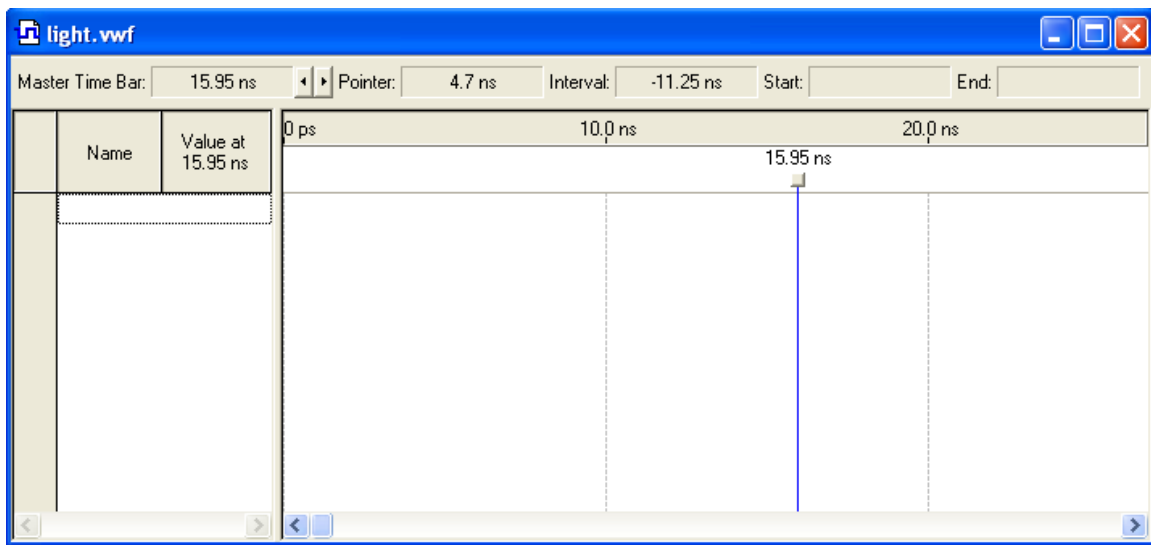 light.vwf
Master Time Bar: 15.95 ns Pointer: 4.7 ns Interval: -11.25 ns Start: End:
Name
Value at
15.95 ns
0 ps 10.0 ns 20.0 ns
15.95 ns